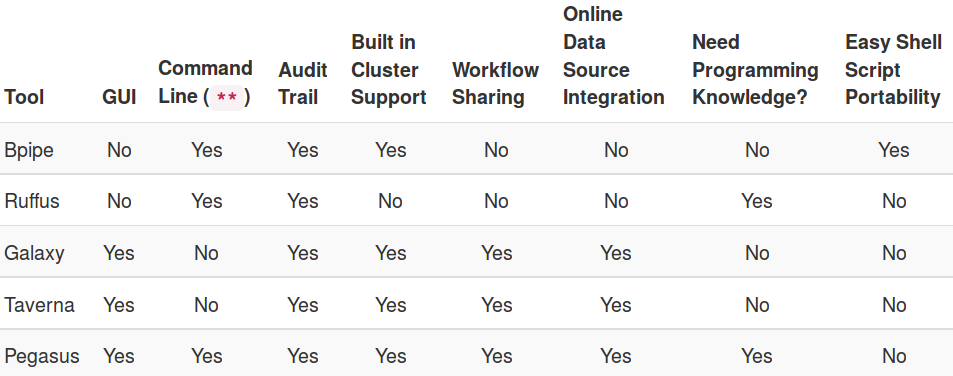 Tool GUI Command Line ( ** ) Audit Trail Built in Cluster Support Workflow Sharing Online Data Source Integration Need Programming Knowledge? Easy Shell Script Portability
Bpipe No Yes Yes Yes No No No Yes
Ruffus No Yes Yes No No No Yes No
Galaxy Yes No Yes Yes Yes Yes No No
Taverna Yes No Yes Yes Yes Yes No No
Pegasus Yes Yes Yes Yes Yes Yes Yes No